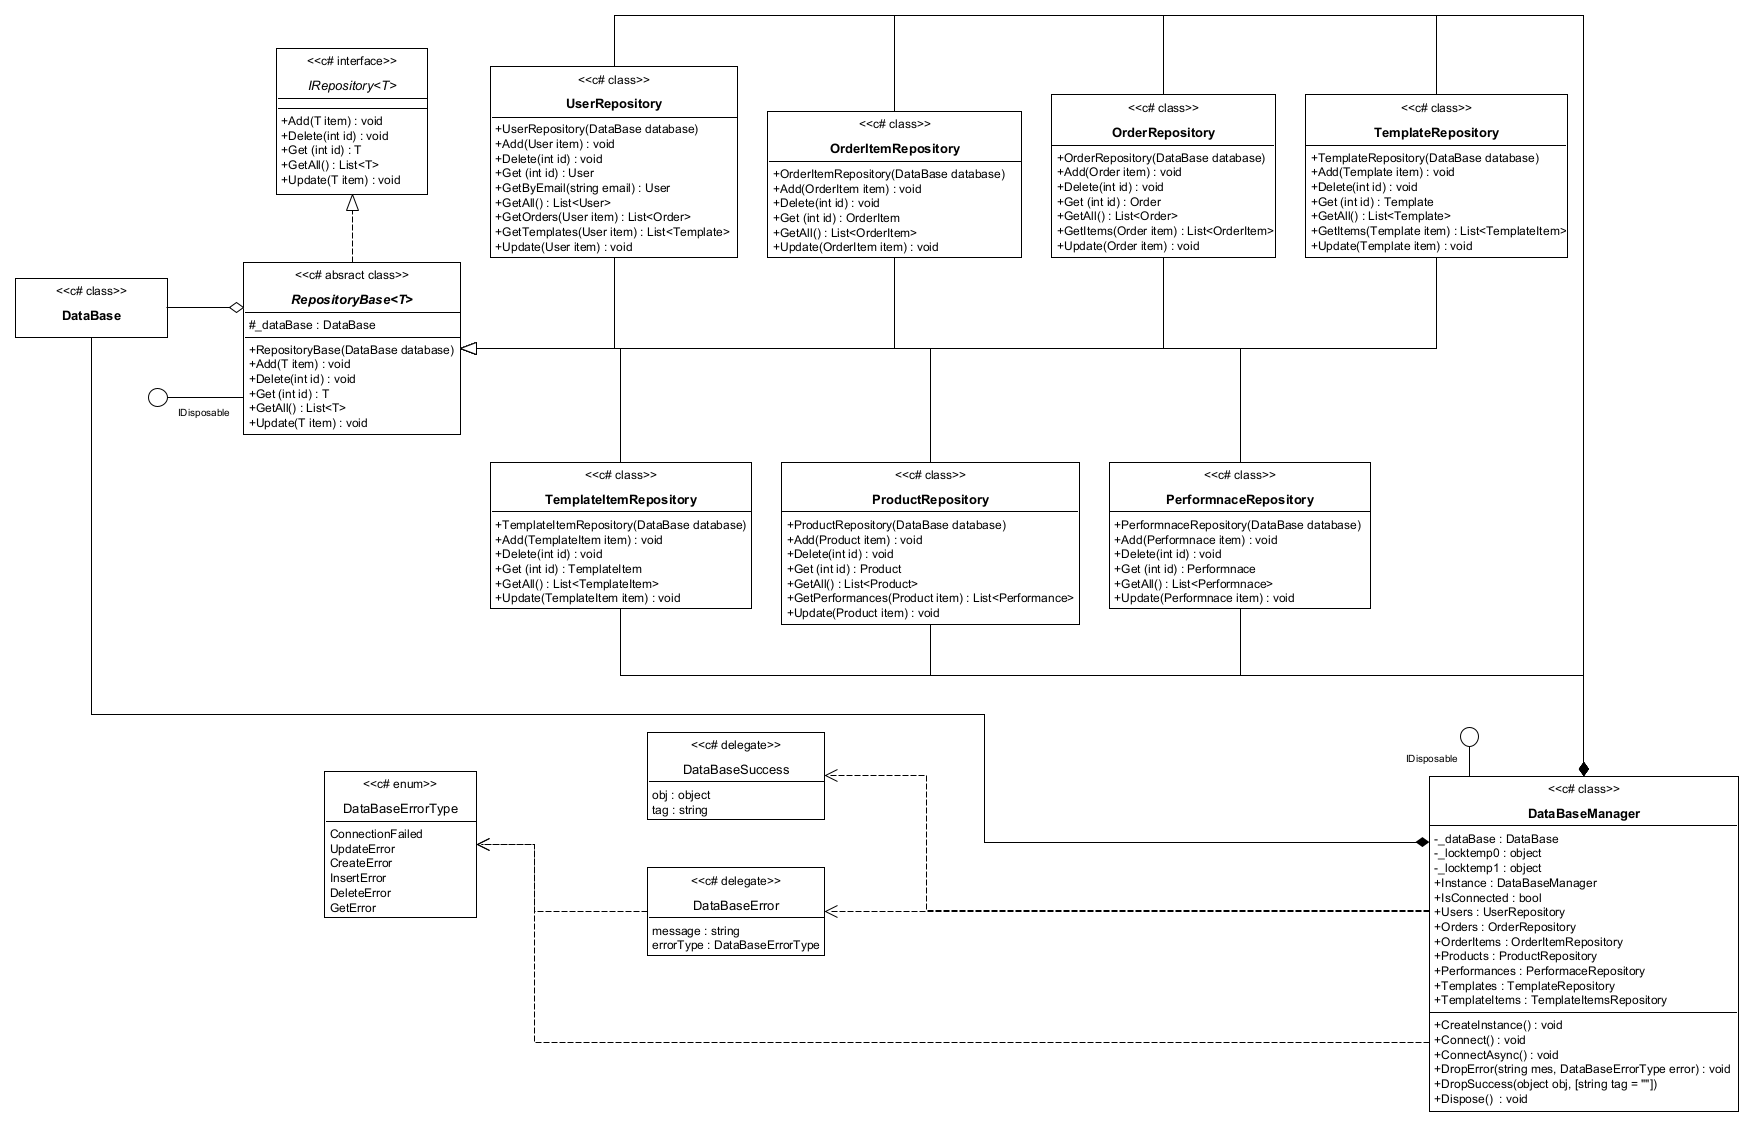 <<c# interface>>
IRepository<T>
+Add(T item) : void
+Delete(int id) : void
+Get (int id) : T
+GetAll() : List<T>
+Update(T item) : void
<<c# class>>
UserRepository
+UserRepository(DataBase database)
+Add(User item) : void
+Delete(int id) : void
+Get (int id) : User
+GetByEmail(string email) : User
+GetAll() : List<User>
+GetOrders(User item) : List<Order>
+GetTemplates(User item) : List<Template>
+Update(User item) : void
<<c# class>>
OrderItemRepository
+OrderItemRepository(DataBase database)
+Add(OrderItem item) : void
+Delete(int id) : void
+Get (int id) : OrderItem
+GetAll() : List<OrderItem>
+Update(OrderItem item) : void
<<c# class>>
OrderRepository
+OrderRepository(DataBase database)
+Add(Order item) : void
+Delete(int id) : void
+Get (int id) : Order
+GetAll() : List<Order>
+GetItems(Order item) : List<OrderItem>
+Update(Order item) : void
<<c# class>>
TemplateRepository
+TemplateRepository(DataBase database)
+Add(Template item) : void
+Delete(int id) : void
+Get (int id) : Template
+GetAll() : List<Template>
+GetItems(Template item) : List<TemplateItem>
+Update(Template item) : void
<<c# class>>
DataBase
<<c# absract class>>
RepositoryBase<T>
#_dataBase : DataBase
+RepositoryBase(DataBase database)
+Add(T item) : void
+Delete(int id) : void
+Get (int id) : T
+GetAll() : List<T>
+Update(T item) : void
IDisposable
<<c# class>>
TemplateItemRepository
+TemplateItemRepository(DataBase database)
+Add(TemplateItem item) : void
+Delete(int id) : void
+Get (int id) : TemplateItem
+GetAll() : List<TemplateItem>
+Update(TemplateItem item) : void
<<c# class>>
ProductRepository
+ProductRepository(DataBase database)
+Add(Product item) : void
+Delete(int id) : void
+Get (int id) : Product
+GetAll() : List<Product>
+GetPerformances(Product item) : List<Performance>
+Update(Product item) : void
<<c# class>>
PerformnaceRepository
+PerformnaceRepository(DataBase database)
+Add(Performnace item) : void
+Delete(int id) : void
+Get (int id) : Performnace
+GetAll() : List<Performnace>
+Update(Performnace item) : void
<<c# delegate>>
DataBaseSuccess
obj : object
tag : string
<<c# enum>>
DataBaseErrorType
ConnectionFailed
UpdateError
CreateError
InsertError
DeleteError
GetError
<<c# delegate>>
DataBaseError
message : string
errorType : DataBaseErrorType
IDisposable
<<c# class>>
DataBaseManager
-_dataBase : DataBase
-_locktemp0 : object
-_locktemp1 : object
+Instance : DataBaseManager
+IsConnected : bool
+Users : UserRepository
+Orders : OrderRepository
+OrderItems : OrderItemRepository
+Products : ProductRepository
+Performances : PerformaceRepository
+Templates : TemplateRepository
+TemplateItems : TemplateItemsRepository
+CreateInstance() : void
+Connect() : void
+ConnectAsync() : void
+DropError(string mes, DataBaseErrorType error) : void
+DropSuccess(object obj, [string tag = ""])
+Dispose() : void